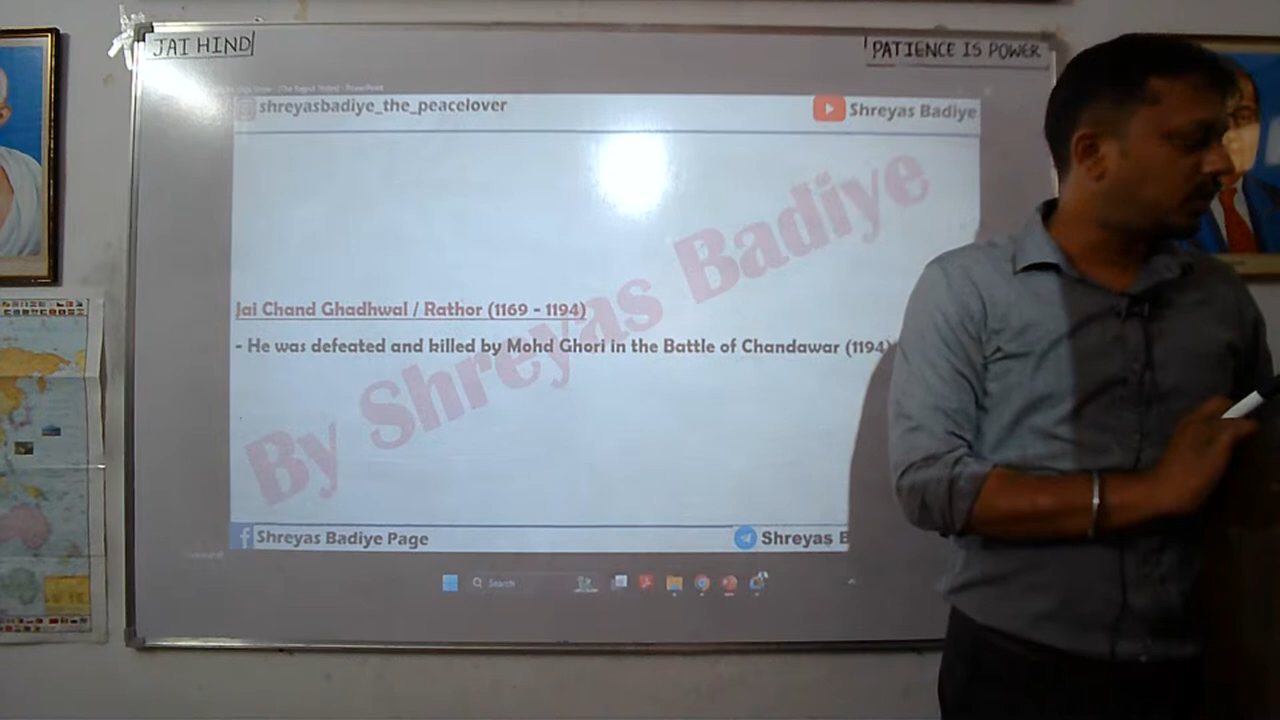 JAI HIND
PATIENCE IS POWER
shreyasbadiye_the_peacelover
Shreyas Badiye
By Shreyas Badiye
Jai Chand Ghadhwal / Rathor (1169 - 1194)
- He was defeated and killed by Mohd Ghori in the Battle of Chandawar (1194)
Shreyas Badiye Page
Shreyas B
Search